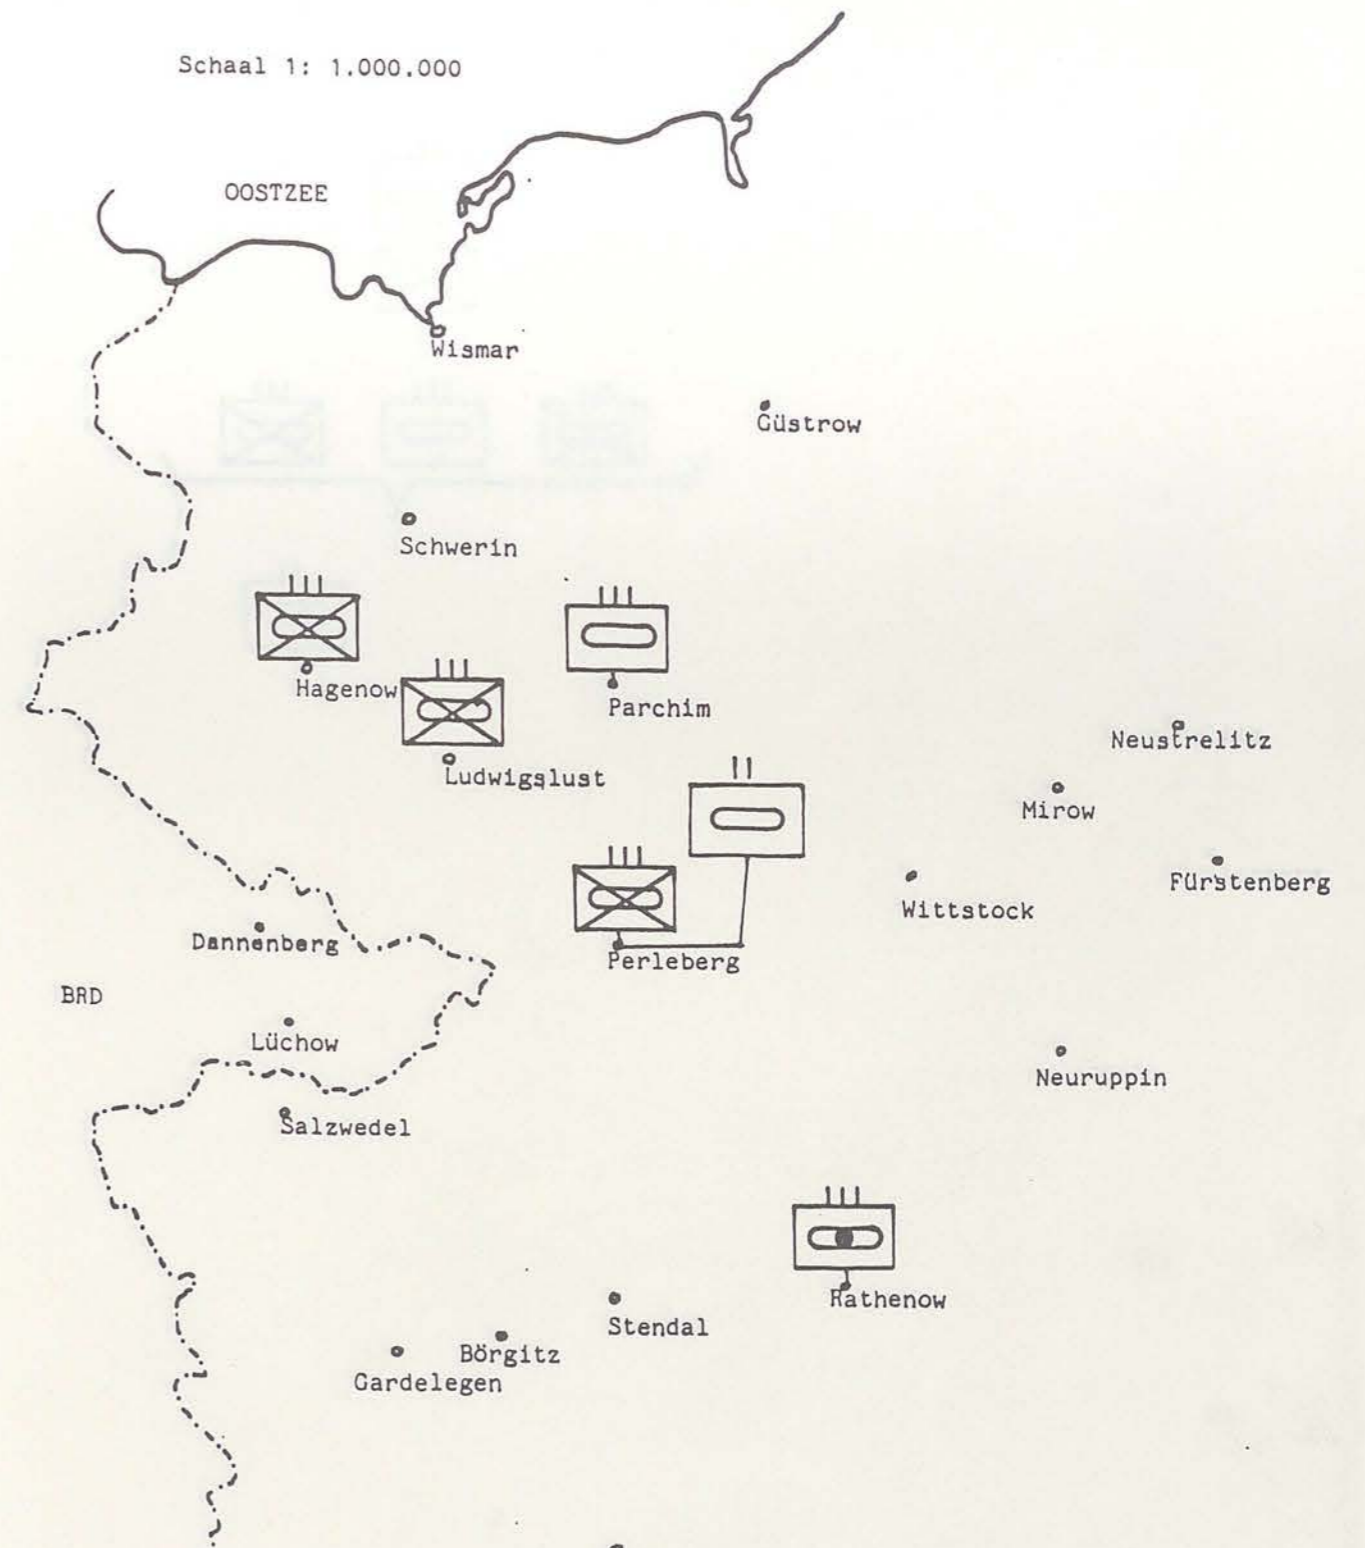 Schaal 1: 1.000.000
OOSTZEE
Wismar
Güstrow
Schwerin
Hagenow
Parchim
Ludwigslust
Neustrelitz
Mirow
Fürstenberg
Wittstock
Dannenberg
Perleberg
BRD
Lüchow
Neuruppin
Salzwedel
Rathenow
Stendal
Börgitz
Gardelegen